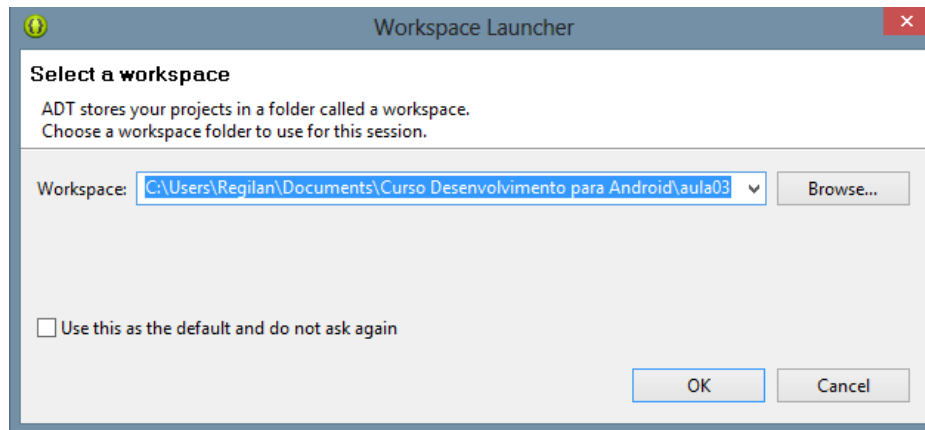 Workspace Launcher
Select a workspace
ADT stores your projects in a folder called a workspace.
Choose a workspace folder to use for this session.
Workspace: C:\Users\Regilan\Documents\Curso Desenvolvimento para Android\aula03 Browse...
Use this as the default and do not ask again
OK Cancel